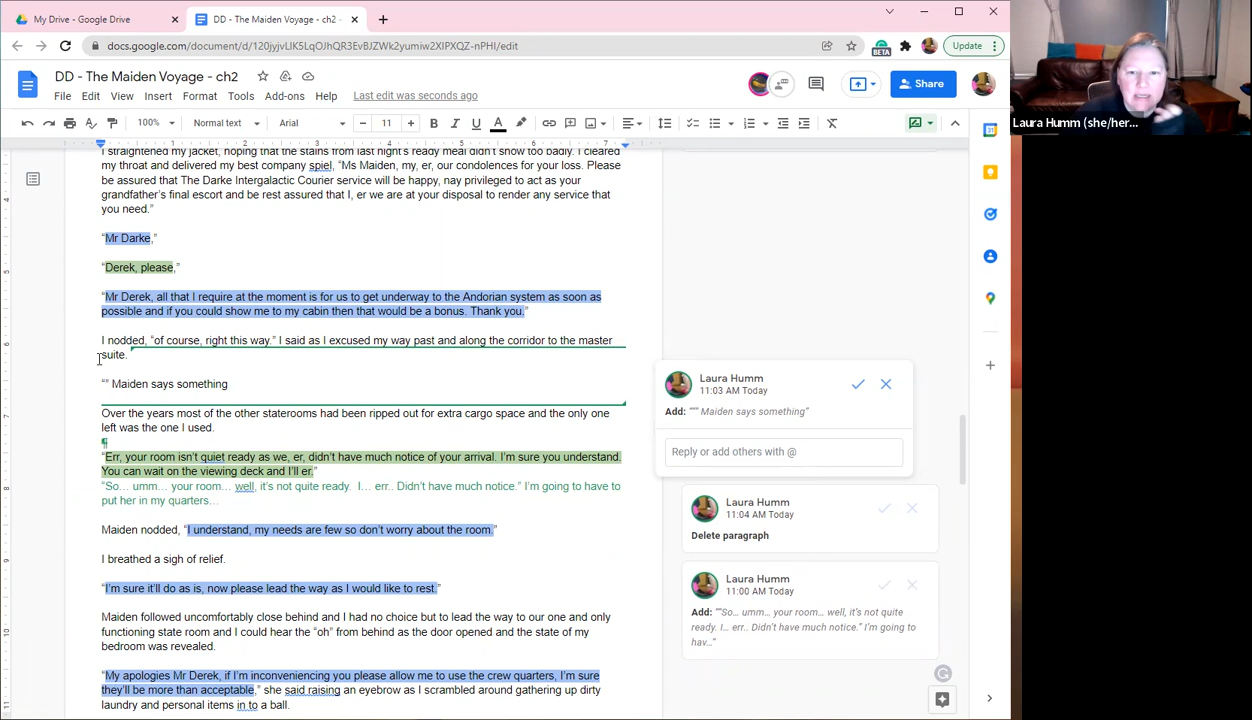 My Drive - Google Drive
DD - The Maiden Voyage - ch2 -
Update
DD - The Maiden Voyage - ch2
File Edit View Insert Format Tools Add-ons Help Last edit was seconds ago
Share
100% Normal text Arial 11
I straightened my jacket, hoping that the stains from last night's ready meal didn't show too badly. I cleared
my throat and delivered my best company spiel, “Ms Maiden, my, er, our condolences for your loss. Please
be assured that The Darke Intergalactic Courier service will be happy, nay privileged to act as your
grandfather's final escort and be rest assured that I, er we are at your disposal to render any service that
you need.”
“Mr Darke,”
“Derek, please,”
“Mr Derek, all that I require at the moment is for us to get underway to the Andorian system as soon as
possible and if you could show me to my cabin then that would be a bonus. Thank you.”
I nodded, “of course, right this way.” I said as I excused my way past and along the corridor to the master
suite.
“” Maiden says something
Over the years most of the other staterooms had been ripped out for extra cargo space and the only one
left was the one I used.
¶
“Err, your room isn't quiet ready as we, er, didn't have much notice of your arrival. I'm sure you understand.
You can wait on the viewing deck and I'll er.”
“So… umm… your room… well, it's not quite ready. I… err.. Didn't have much notice.” I'm going to have to
put her in my quarters…
Maiden nodded, “I understand, my needs are few so don't worry about the room.”
I breathed a sigh of relief.
“I'm sure it'll do as is, now please lead the way as I would like to rest.”
Maiden followed uncomfortably close behind and I had no choice but to lead the way to our one and only
functioning state room and I could hear the “oh” from behind as the door opened and the state of my
bedroom was revealed.
“My apologies Mr Derek, if I'm inconveniencing you please allow me to use the crew quarters, I'm sure
they'll be more than acceptable,” she said raising an eyebrow as I scrambled around gathering up dirty
laundry and personal items in to a ball.
Laura Humm
11:03 AM Today
Add: “”” Maiden says something”
Reply or add others with @
Laura Humm
11:04 AM Today
Delete paragraph
Laura Humm
11:00 AM Today
Add: “”So… umm… your room… well, it's not quite
ready. I… err.. Didn't have much notice.” I'm going to
hav…”
Laura Humm (she/her...
BETA